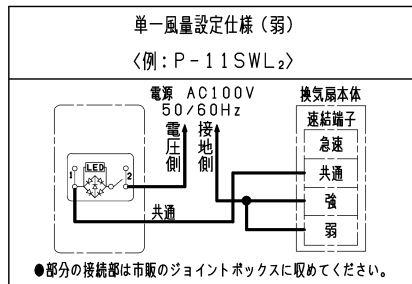 単一風量設定仕様（弱）
〈例：P-11SWL₂〉
電源 AC100V
50/60Hz
電圧側
接地側
換気扇本体
速結端子
急速
共通
強
弱
LED
1
2
共通
●部分の接続部は市販のジョイントボックスに収めてください。